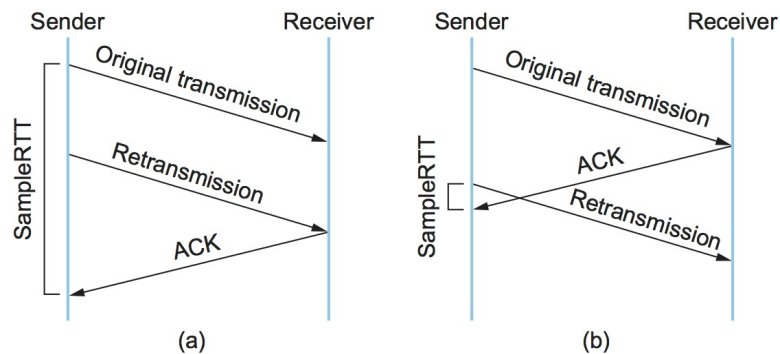 Sender
Receiver
SampleRTT
Original transmission
Retransmission
ACK
(a)
Sender
Receiver
SampleRTT
Original transmission
ACK
Retransmission
(b)